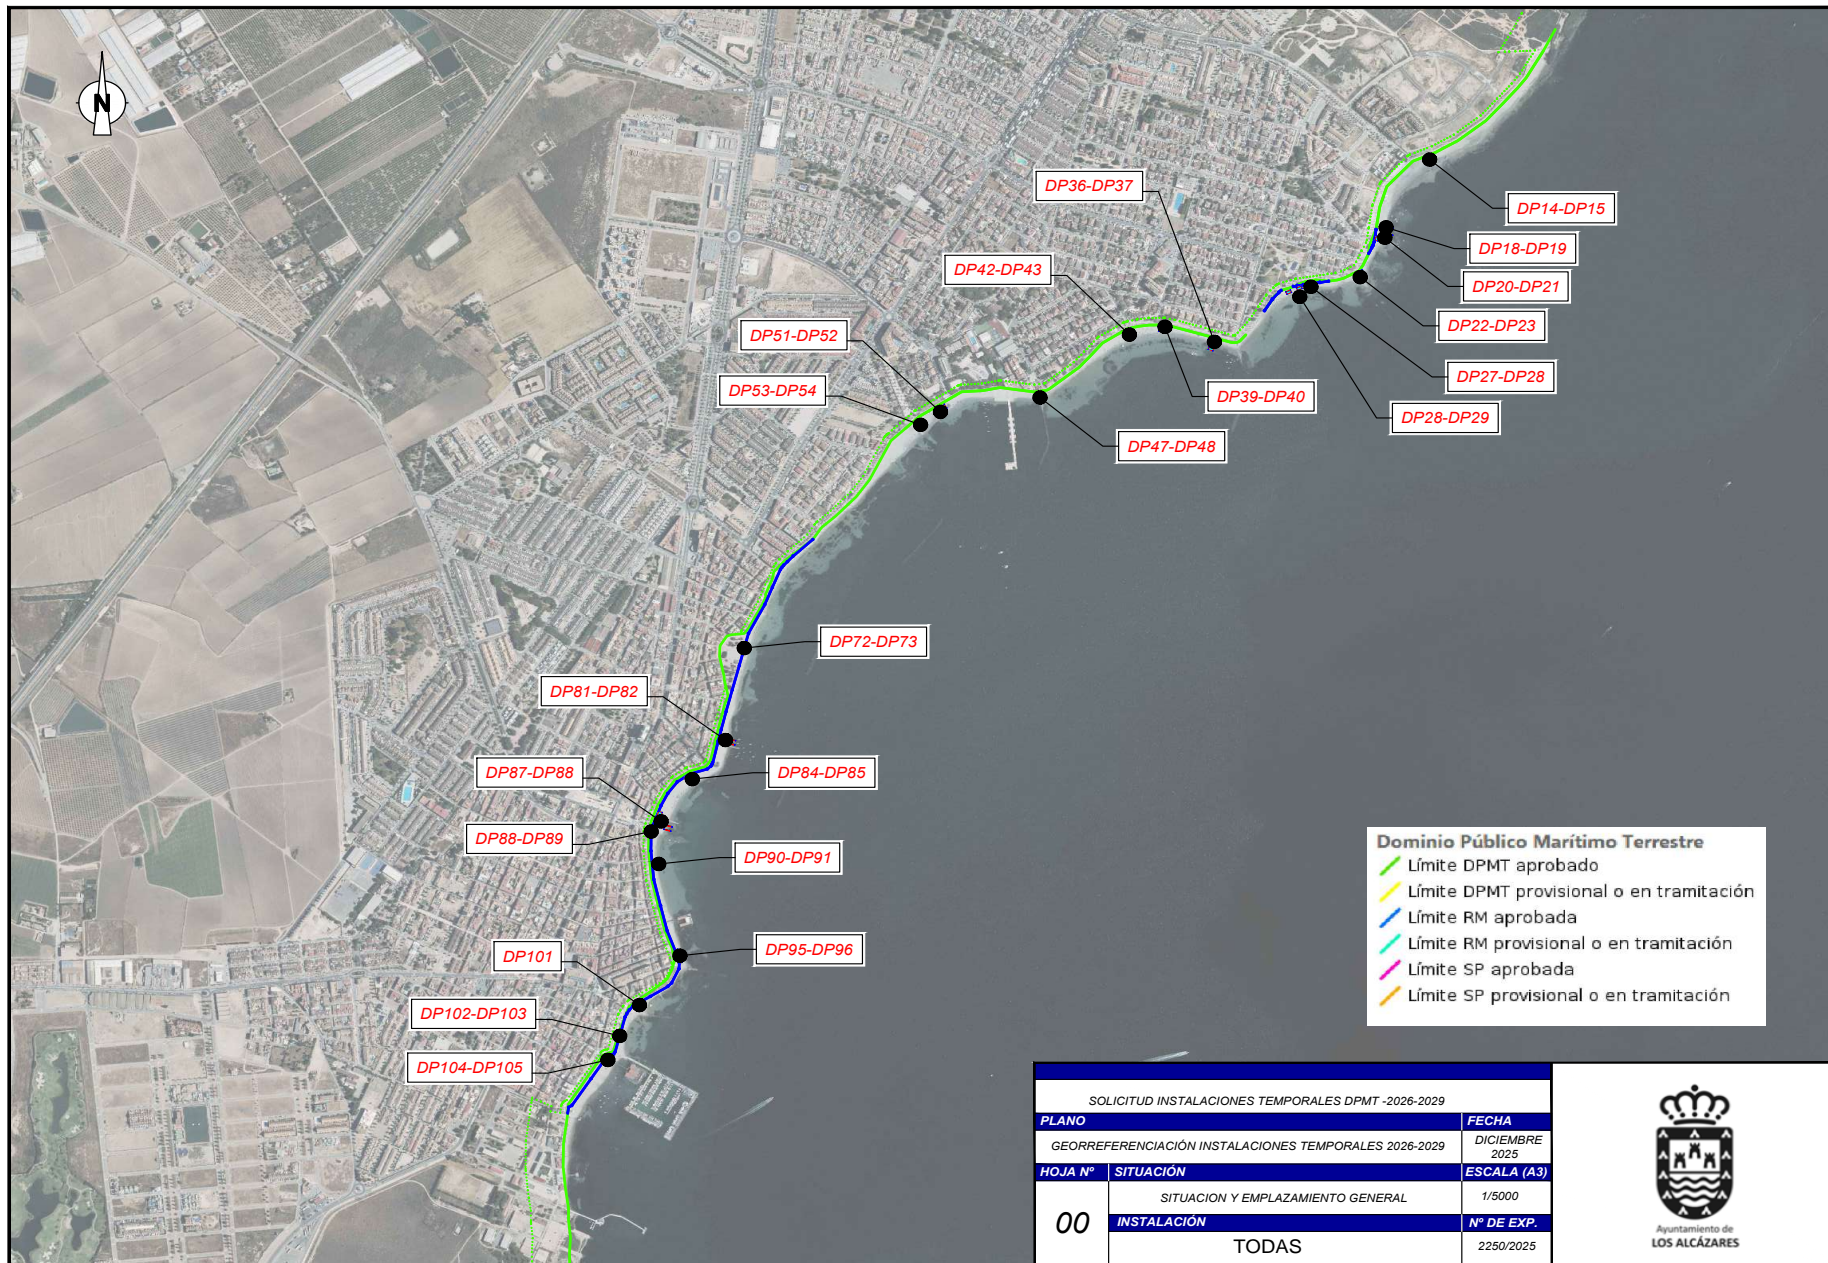 N
DP36-DP37
DP14-DP15
DP18-DP19
DP42-DP43
DP20-DP21
DP51-DP52
DP22-DP23
DP53-DP54
DP27-DP28
DP39-DP40
DP28-DP29
DP47-DP48
DP72-DP73
DP81-DP82
DP87-DP88
DP84-DP85
DP88-DP89
DP90-DP91
DP95-DP96
DP101
DP102-DP103
DP104-DP105
Dominio Público Marítimo Terrestre
Límite DPMT aprobado
Límite DPMT provisional o en tramitación
Límite RM aprobada
Límite RM provisional o en tramitación
Límite SP aprobada
Límite SP provisional o en tramitación
SOLICITUD INSTALACIONES TEMPORALES DPMT -2026-2029
PLANO FECHA
GEORREFERENCIACIÓN INSTALACIONES TEMPORALES 2026-2029 DICIEMBRE
2025
HOJA Nº SITUACIÓN ESCALA (A3)
SITUACION Y EMPLAZAMIENTO GENERAL 1/5000
00 INSTALACIÓN Nº DE EXP.
TODAS 2250/2025
Ayuntamiento de
LOS ALCÁZARES